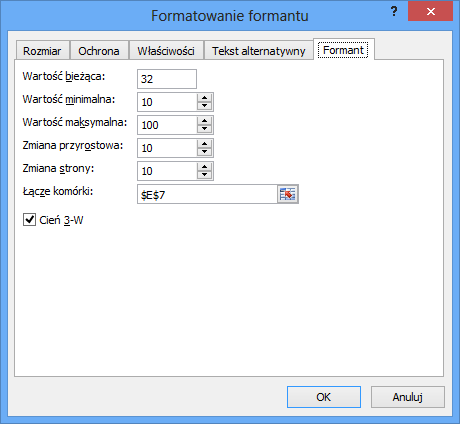 Formatowanie formantu
?
Rozmiar Ochrona Właściwości Tekst alternatywny Formant
Wartość bieżąca: 32
Wartość minimalna: 10
Wartość maksymalna: 100
Zmiana przyrostowa: 10
Zmiana strony: 10
Łącze komórki: $E$7
Cień 3-W
OK Anuluj